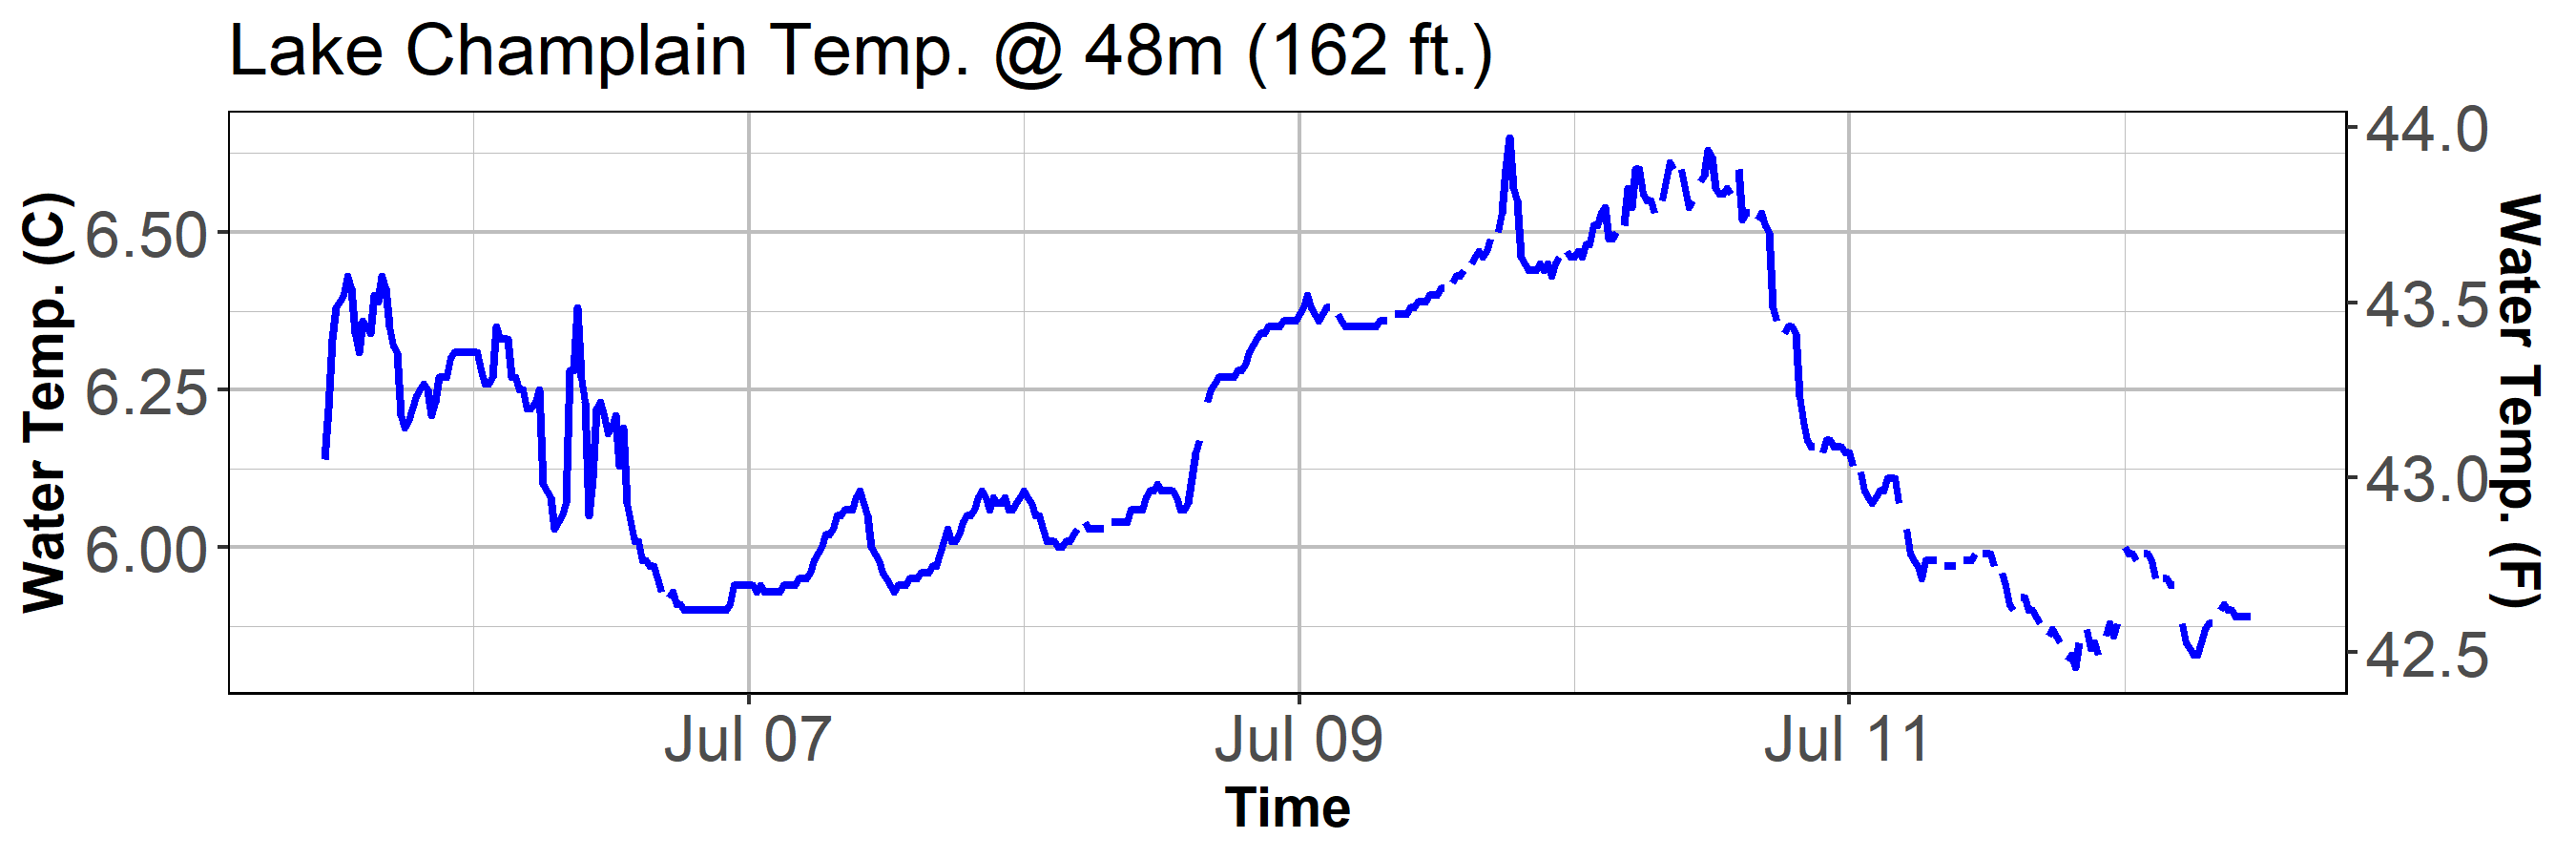 Lake Champlain Temp. @ 48m (162 ft.)
Water Temp. (C)
6.50
6.25
6.00
44.0
43.5
43.0
42.5
Water Temp. (F)
Jul 07 Jul 09 Jul 11
Time